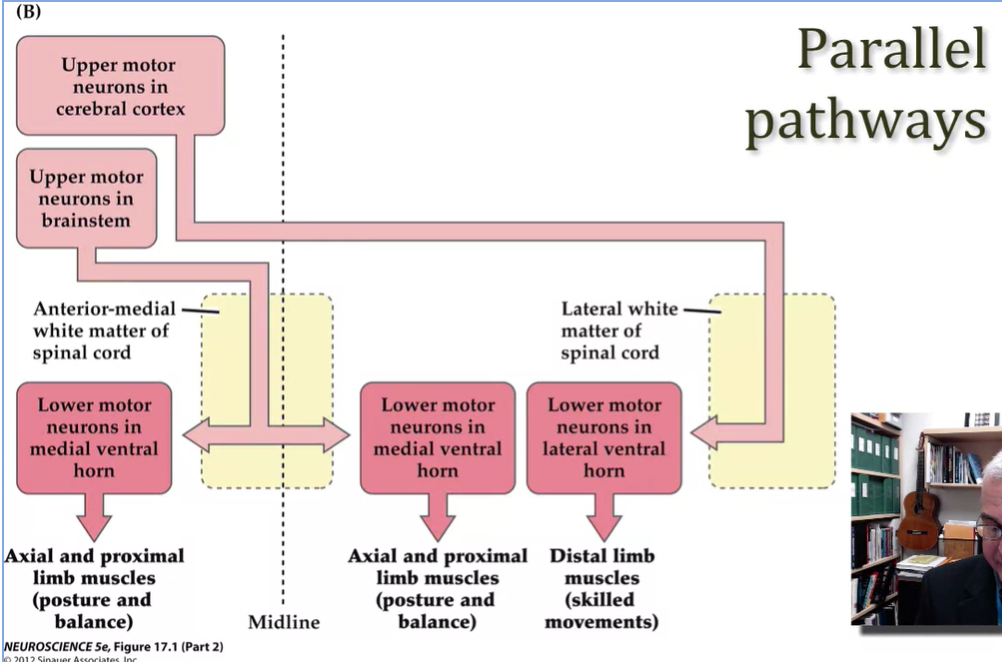 (B)
Parallel
pathways
Upper motor
neurons in
cerebral cortex
Upper motor
neurons in
brainstem
Anterior-medial
white matter of
spinal cord
Lateral white
matter of
spinal cord
Lower motor
neurons in
medial ventral
horn
Lower motor
neurons in
medial ventral
horn
Lower motor
neurons in
lateral ventral
horn
Axial and proximal
limb muscles
(posture and
balance)
Midline
Axial and proximal
limb muscles
(posture and
balance)
Distal limb
muscles
(skilled
movements)
NEUROSCIENCE 5e, Figure 17.1 (Part 2)
© 2012 Sinauer Associates, Inc.